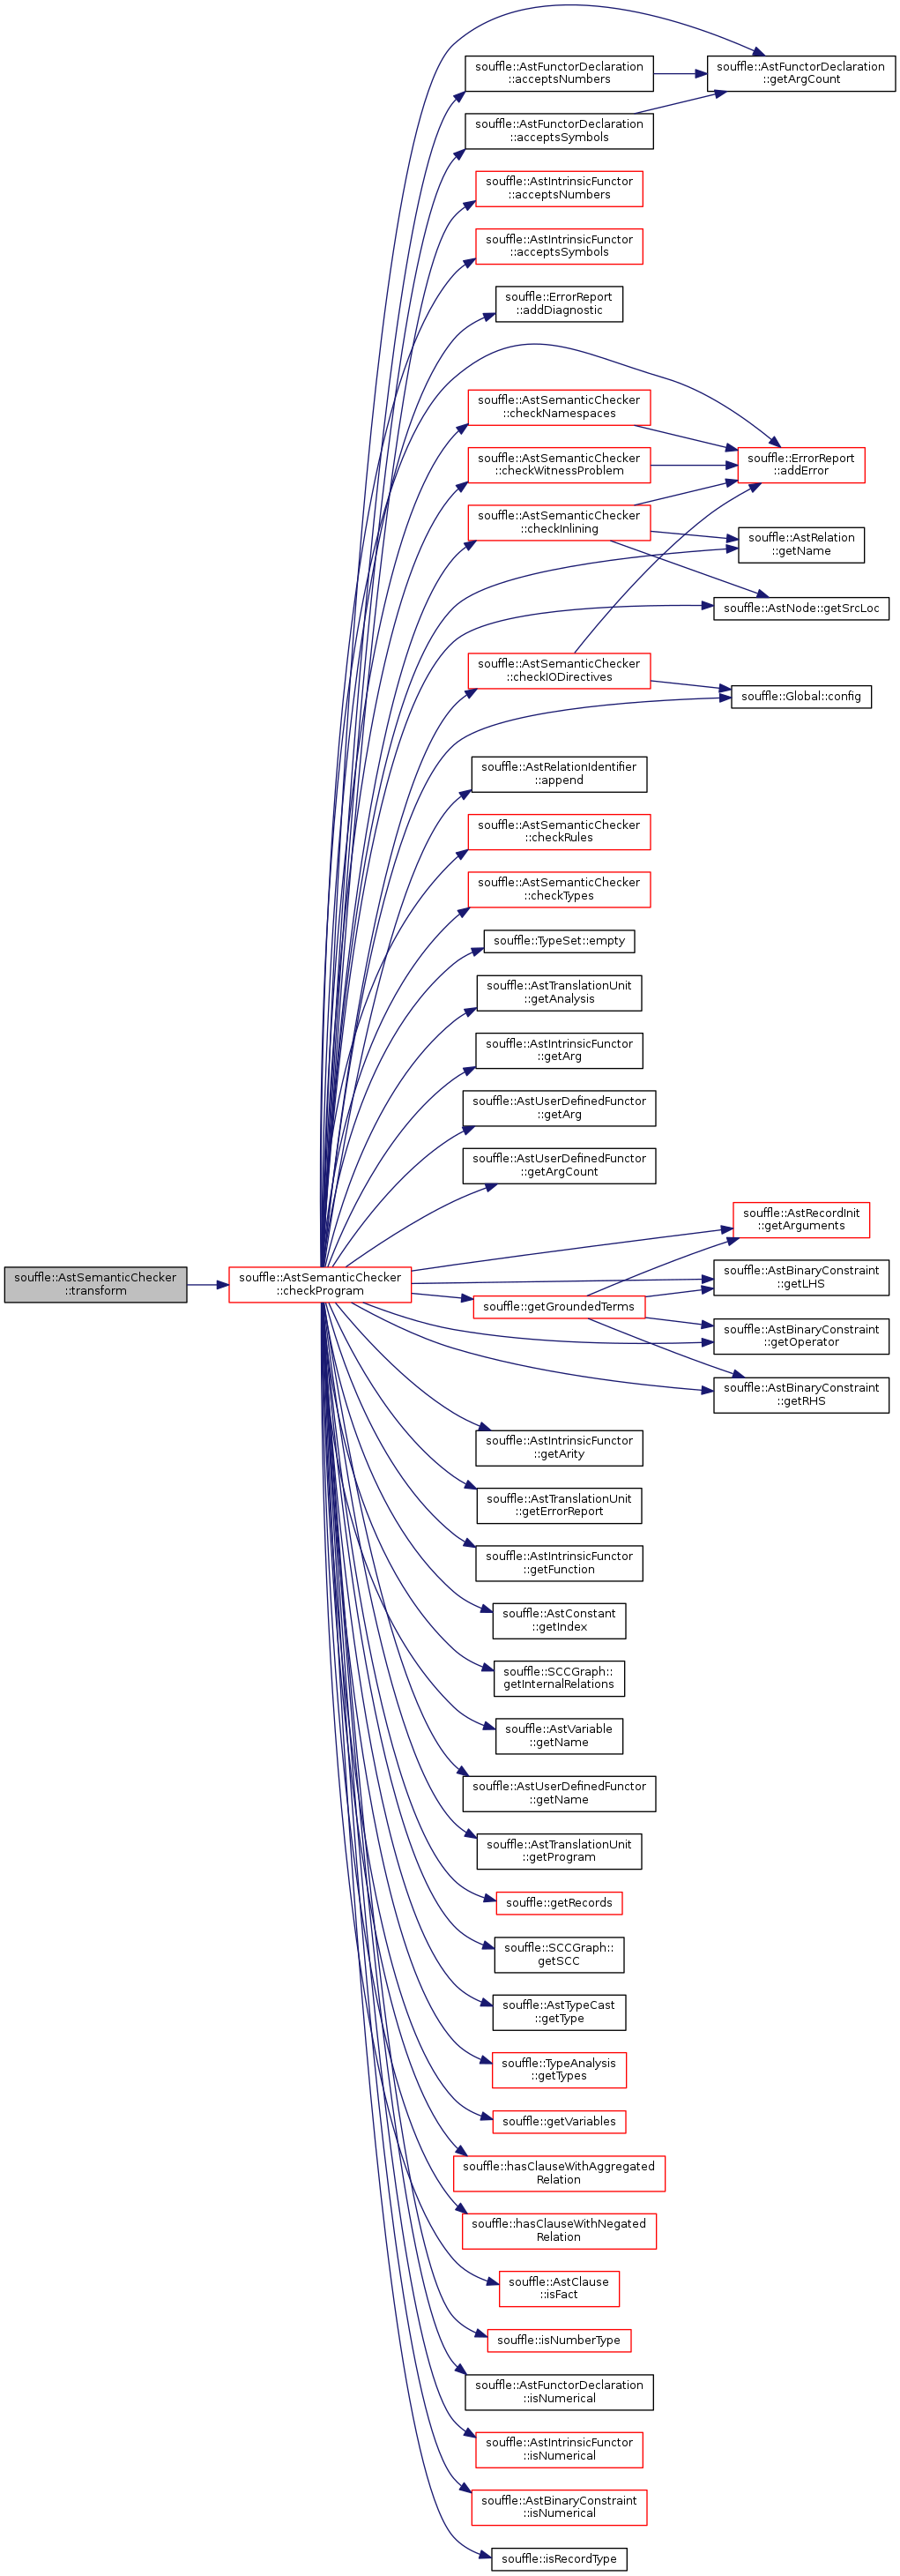 souffle::AstSemanticChecker
::transform
souffle::AstSemanticChecker
::checkProgram
souffle::AstFunctorDeclaration
::acceptsNumbers
souffle::AstFunctorDeclaration
::getArgCount
souffle::AstFunctorDeclaration
::acceptsSymbols
souffle::AstIntrinsicFunctor
::acceptsNumbers
souffle::AstIntrinsicFunctor
::acceptsSymbols
souffle::ErrorReport
::addDiagnostic
souffle::AstSemanticChecker
::checkNamespaces
souffle::ErrorReport
::addError
souffle::AstSemanticChecker
::checkWitnessProblem
souffle::AstSemanticChecker
::checkInlining
souffle::AstRelation
::getName
souffle::AstNode::getSrcLoc
souffle::AstSemanticChecker
::checkIODirectives
souffle::Global::config
souffle::AstRelationIdentifier
::append
souffle::AstSemanticChecker
::checkRules
souffle::AstSemanticChecker
::checkTypes
souffle::TypeSet::empty
souffle::AstTranslationUnit
::getAnalysis
souffle::AstIntrinsicFunctor
::getArg
souffle::AstUserDefinedFunctor
::getArg
souffle::AstUserDefinedFunctor
::getArgCount
souffle::AstRecordInit
::getArguments
souffle::AstBinaryConstraint
::getLHS
souffle::getGroundedTerms
souffle::AstBinaryConstraint
::getOperator
souffle::AstBinaryConstraint
::getRHS
souffle::AstIntrinsicFunctor
::getArity
souffle::AstTranslationUnit
::getErrorReport
souffle::AstIntrinsicFunctor
::getFunction
souffle::AstConstant
::getIndex
souffle::SCCGraph::
getInternalRelations
souffle::AstVariable
::getName
souffle::AstUserDefinedFunctor
::getName
souffle::AstTranslationUnit
::getProgram
souffle::getRecords
souffle::SCCGraph::
getSCC
souffle::AstTypeCast
::getType
souffle::TypeAnalysis
::getTypes
souffle::getVariables
souffle::hasClauseWithAggregated
Relation
souffle::hasClauseWithNegated
Relation
souffle::AstClause
::isFact
souffle::isNumberType
souffle::AstFunctorDeclaration
::isNumerical
souffle::AstIntrinsicFunctor
::isNumerical
souffle::AstBinaryConstraint
::isNumerical
souffle::isRecordType